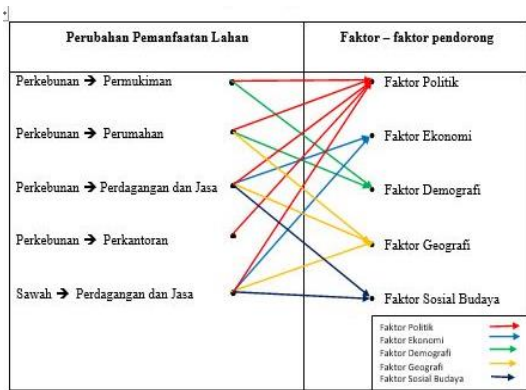 Perubahan Pemanfaatan Lahan
Faktor – faktor pendorong
Perkebunan ➔ Permukiman
Faktor Politik
Perkebunan ➔ Perumahan
Faktor Ekonomi
Perkebunan ➔ Perdagangan dan Jasa
Faktor Demografi
Perkebunan ➔ Perkantoran
Faktor Geografi
Sawah ➔ Perdagangan dan Jasa
Faktor Sosial Budaya
Faktor Politik
Faktor Ekonomi
Faktor Demografi
Faktor Geografi
Faktor Sosial Budaya